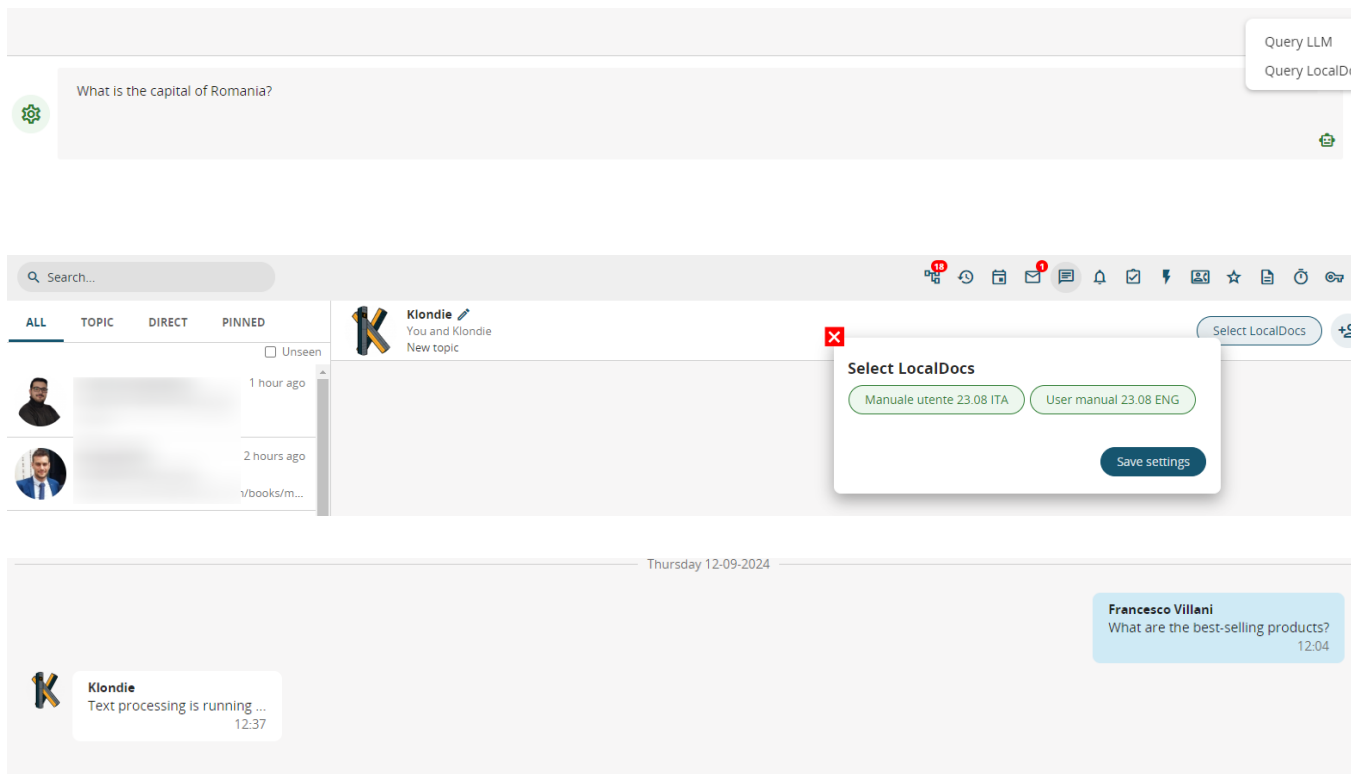 Query LLM
Query LocalDo
What is the capital of Romania?
Search...
18
1
ALL TOPIC DIRECT PINNED
Unseen
1 hour ago
2 hours ago
n/books/m...
Klondie
You and Klondie
New topic
Select LocalDocs
Select LocalDocs
Manuale utente 23.08 ITA User manual 23.08 ENG
Save settings
Thursday 12-09-2024
Francesco Villani
What are the best-selling products?
12:04
Klondie
Text processing is running ...
12:37